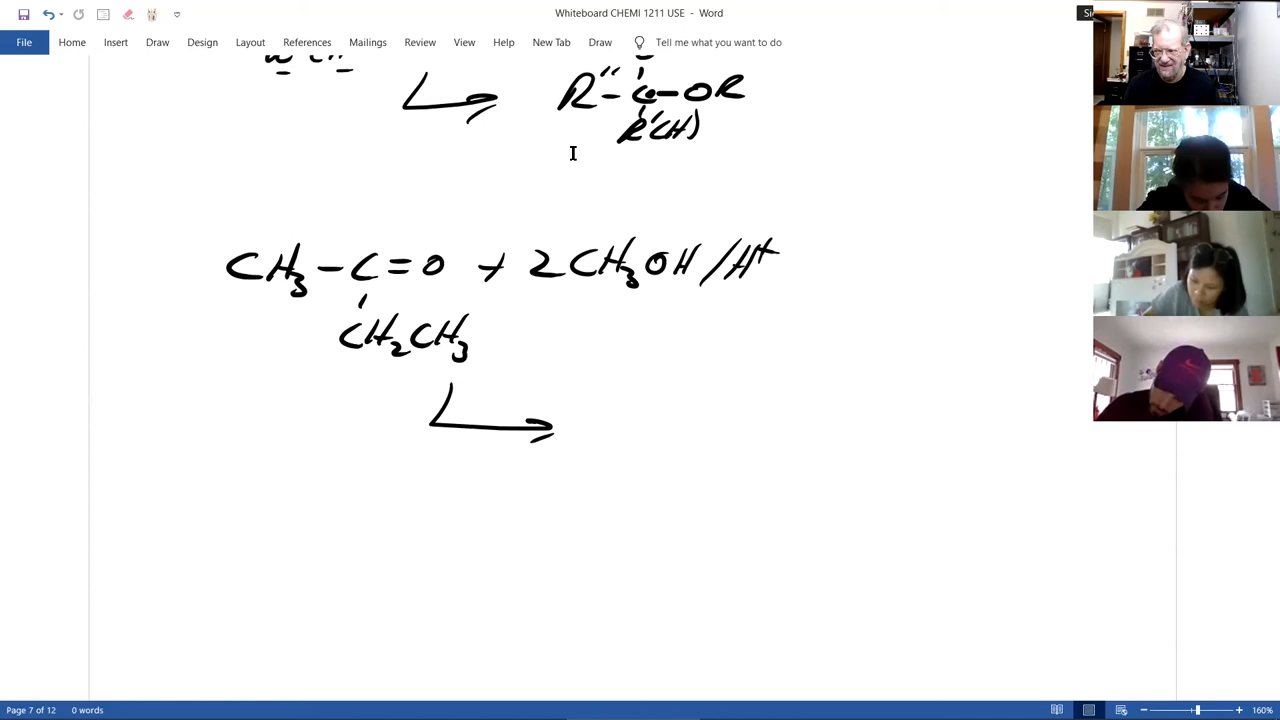 Whiteboard CHEMI 1211 USE - Word
File Home Insert Draw Design Layout References Mailings Review View Help New Tab Draw Tell me what you want to do
R''-C-OR
R'(H)
CH₃-C=O + 2CH₃OH/H⁺
CH₂CH₃
Page 7 of 12 0 words
160%